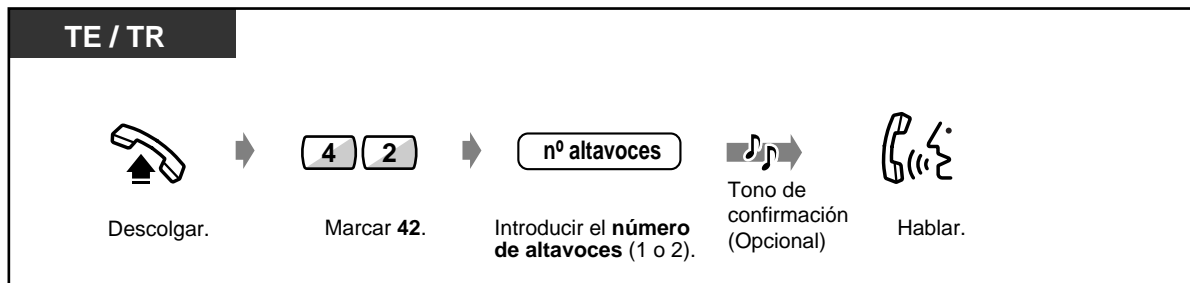 TE / TR
4 2
nº altavoces
Descolgar.
Marcar 42.
Introducir el número
de altavoces (1 o 2).
Tono de
confirmación
(Opcional)
Hablar.